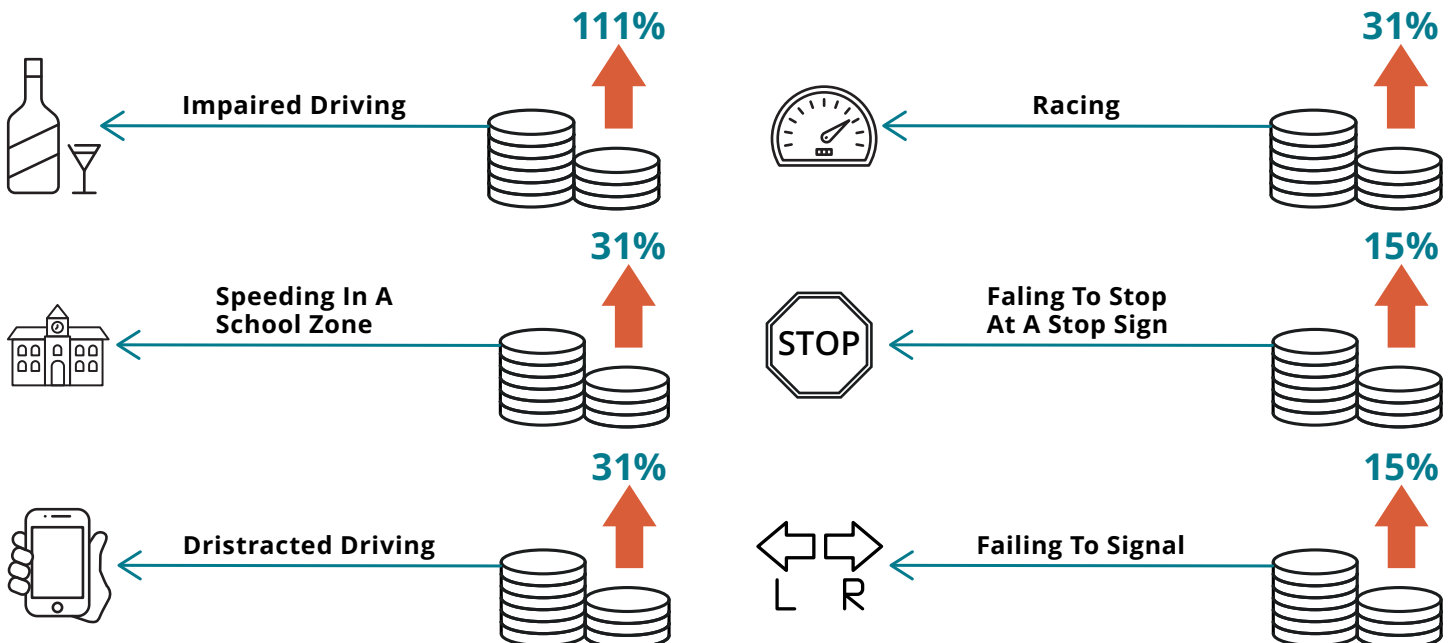 111%
Impaired Driving
31%
Racing
31%
Speeding In A
School Zone
15%
Faling To Stop
At A Stop Sign
STOP
31%
Dristracted Driving
15%
Failing To Signal
L R